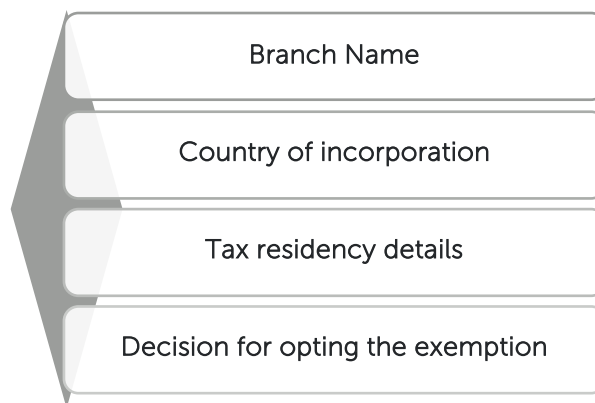 Branch Name
Country of incorporation
Tax residency details
Decision for opting the exemption